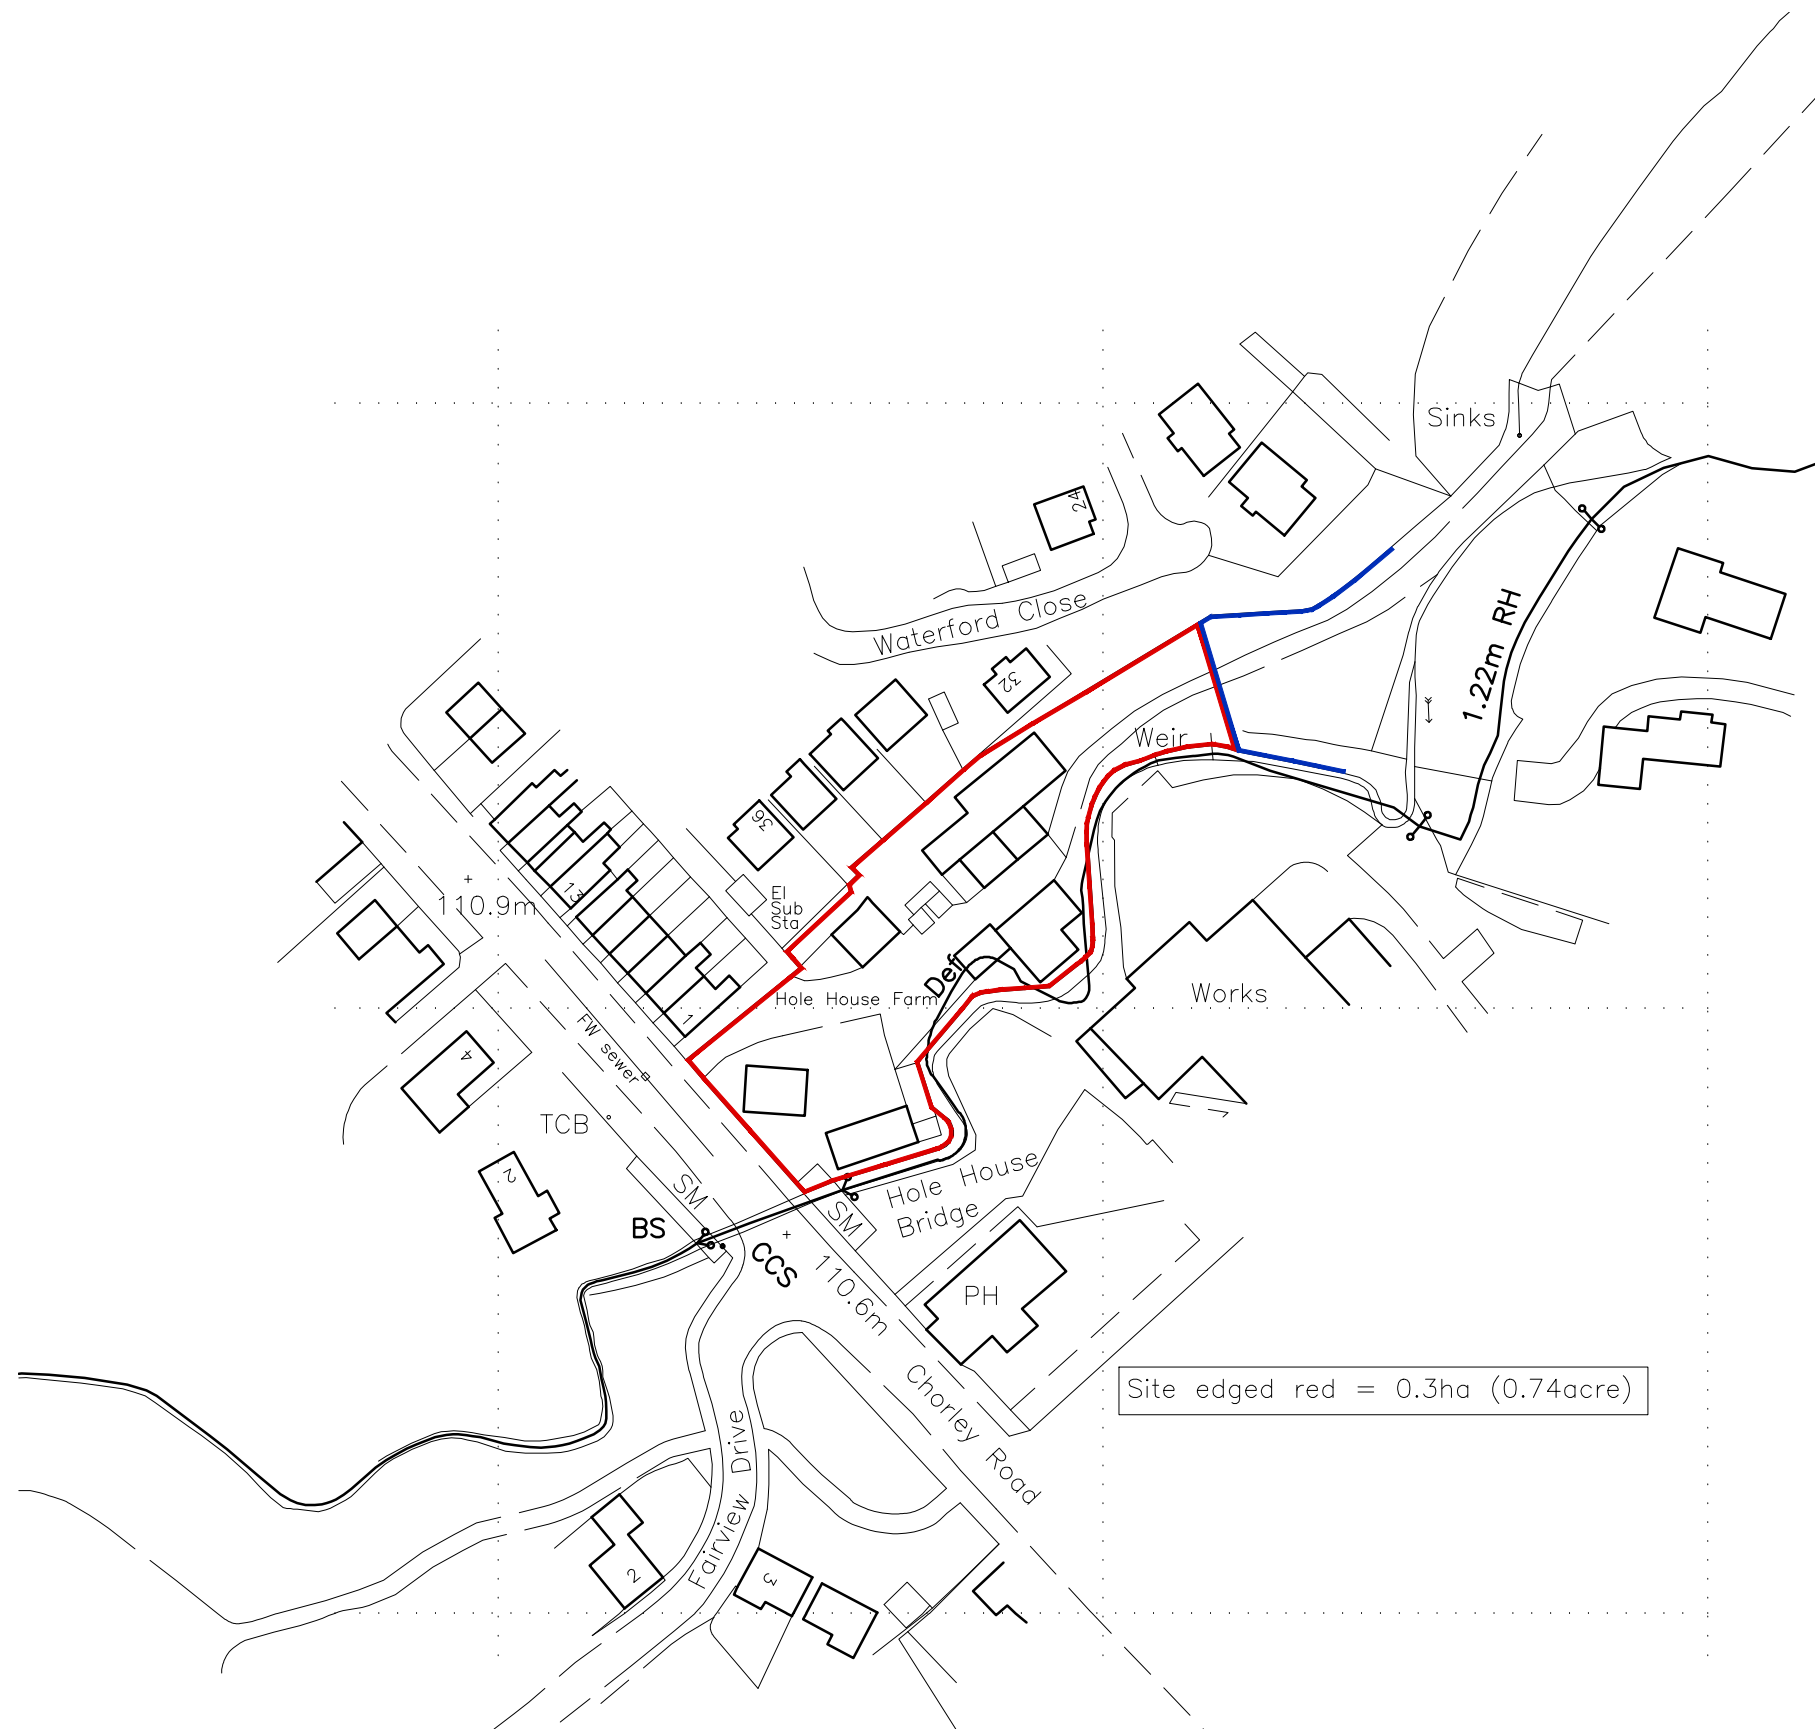 Sinks
24
Waterford Close
1.22m RH
32
Weir
36
13
110.9m
El
Sub
Sta
Def
Works
Hole House Farm
1
FW sewer
4
TCB
2
SM
Hole House
Bridge
SM
BS
CCS
110.6m
PH
Chorley Road
Site edged red = 0.3ha (0.74acre)
Fairview Drive
2
3